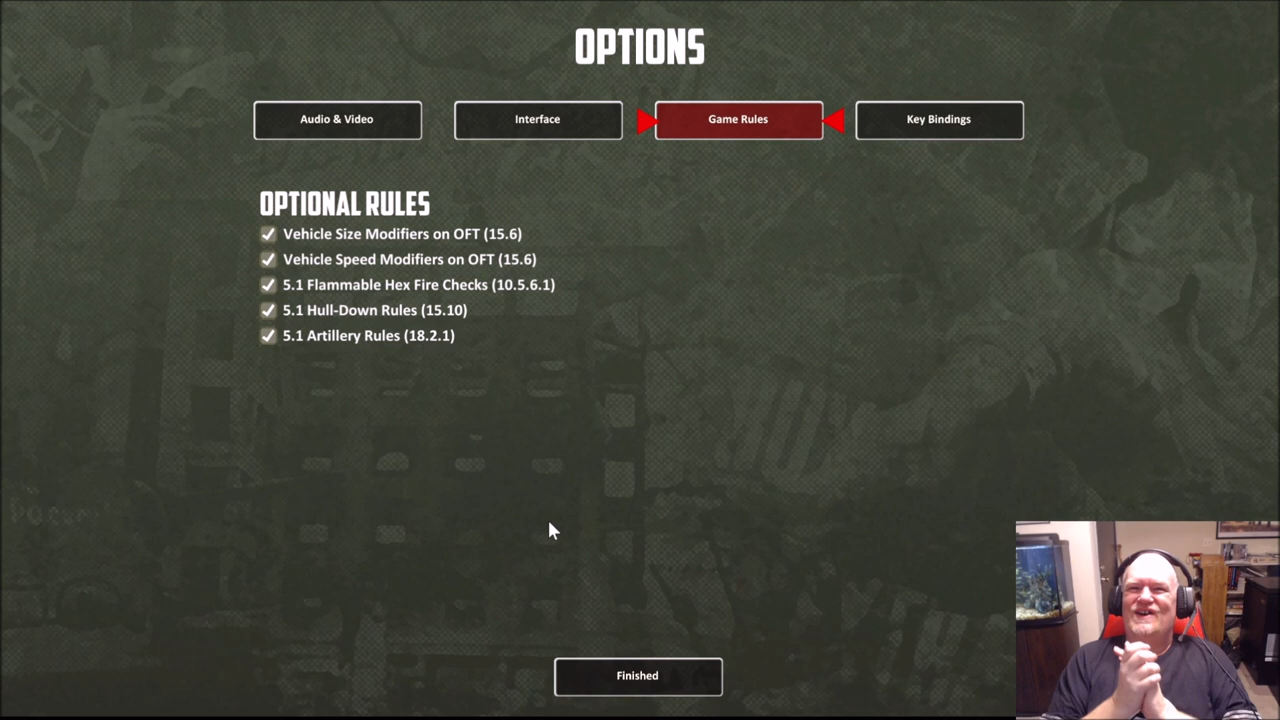 OPTIONS
Audio & Video
Interface
Game Rules
Key Bindings
OPTIONAL RULES
Vehicle Size Modifiers on OFT (15.6)
Vehicle Speed Modifiers on OFT (15.6)
5.1 Flammable Hex Fire Checks (10.5.6.1)
5.1 Hull-Down Rules (15.10)
5.1 Artillery Rules (18.2.1)
Finished